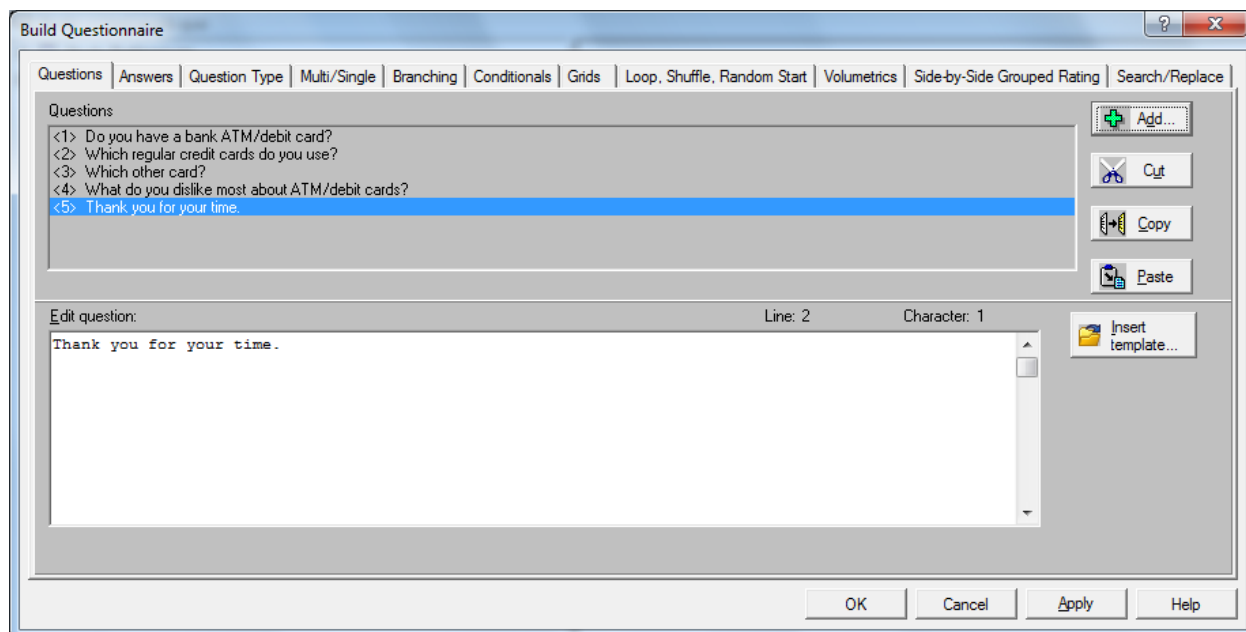 Build Questionnaire
Questions Answers Question Type Multi/Single Branching Conditionals Grids Loop, Shuffle, Random Start Volumetrics Side-by-Side Grouped Rating Search/Replace
Questions
<1> Do you have a bank ATM/debit card?
<2> Which regular credit cards do you use?
<3> Which other card?
<4> What do you dislike most about ATM/debit cards?
<5> Thank you for your time.
Add...
Cut
Copy
Paste
Edit question: Line: 2 Character: 1
Thank you for your time.
Insert
template...
OK Cancel Apply Help